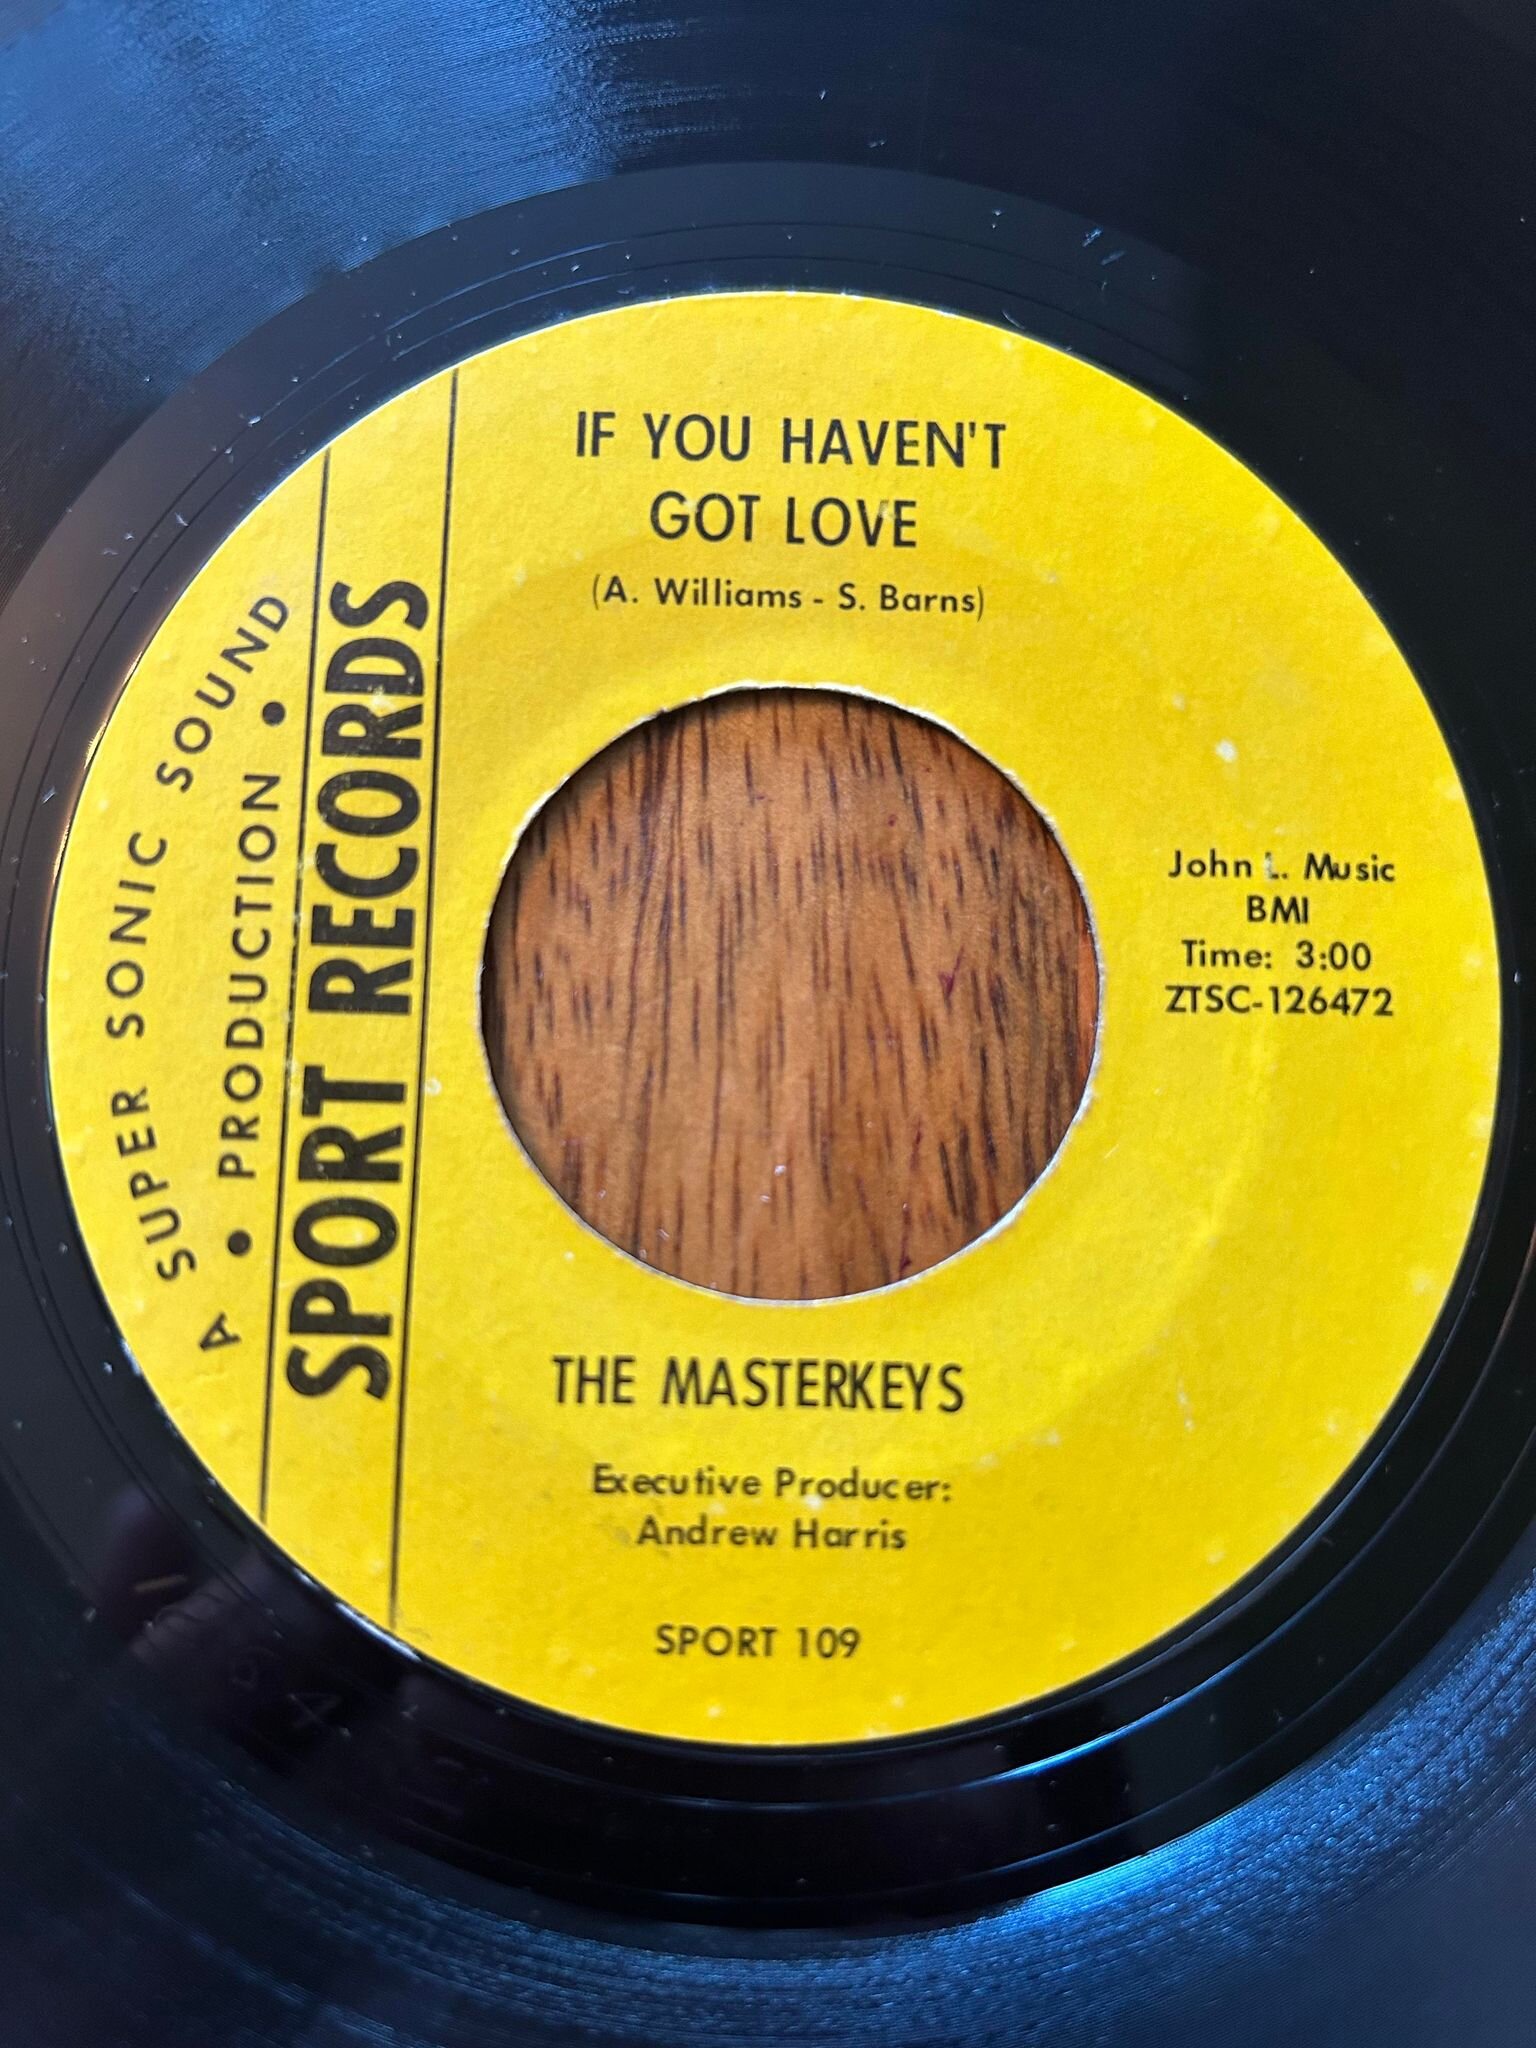 IF YOU HAVEN'T
GOT LOVE
(A. Williams - S. Barns)
A SUPER SONIC SOUND
• PRODUCTION •
SPORT RECORDS
John L. Music
BMI
Time: 3:00
ZTSC-126472
THE MASTERKEYS
Executive Producer:
Andrew Harris
SPORT 109